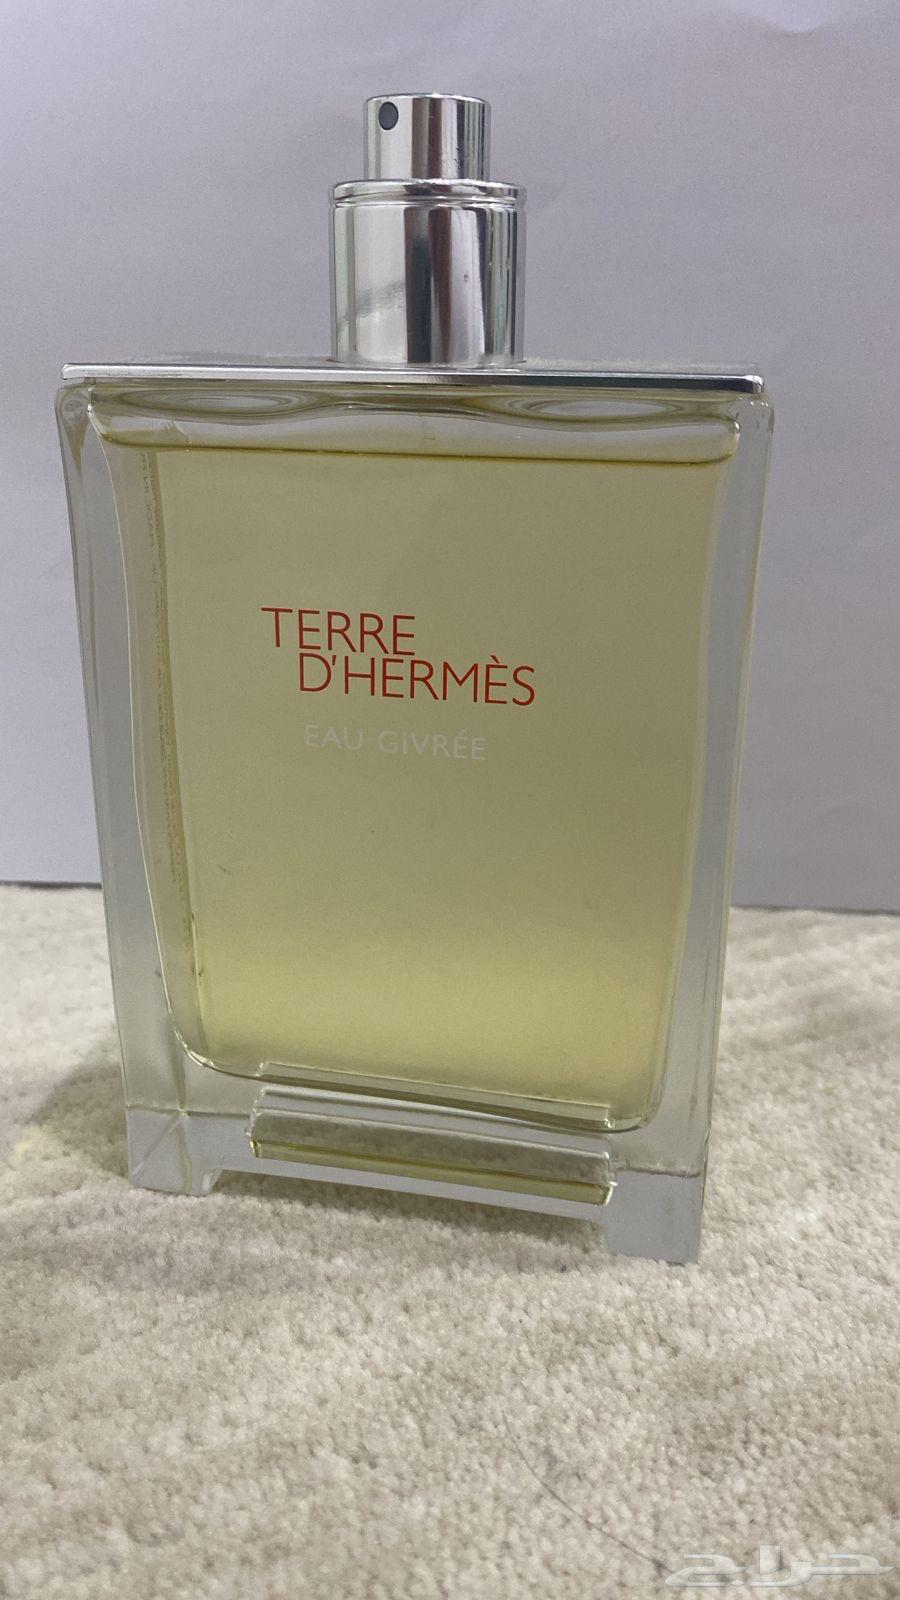 TERRE
D'HERMÈS
EAU GIVRÉE
حراج